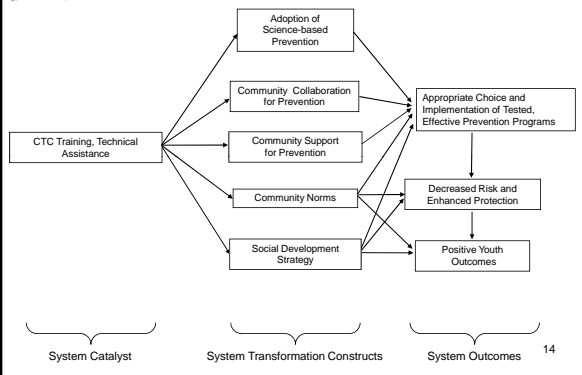 Adoption of
Science-based
Prevention
Community Collaboration
for Prevention
Appropriate Choice and
Implementation of Tested,
Effective Prevention Programs
CTC Training, Technical
Assistance
Community Support
for Prevention
Community Norms
Decreased Risk and
Enhanced Protection
Social Development
Strategy
Positive Youth
Outcomes
System Catalyst
System Transformation Constructs
System Outcomes
14